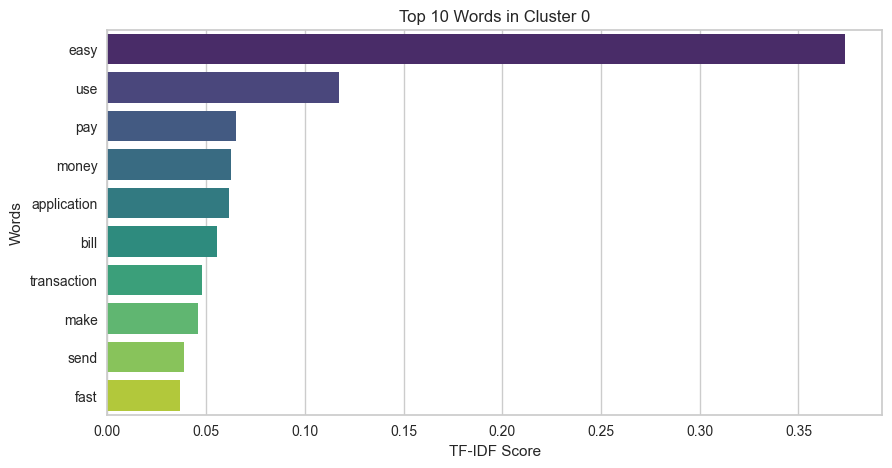 Top 10 Words in Cluster 0
Words
easy
use
pay
money
application
bill
transaction
make
send
fast
0.00 0.05 0.10 0.15 0.20 0.25 0.30 0.35
TF-IDF Score